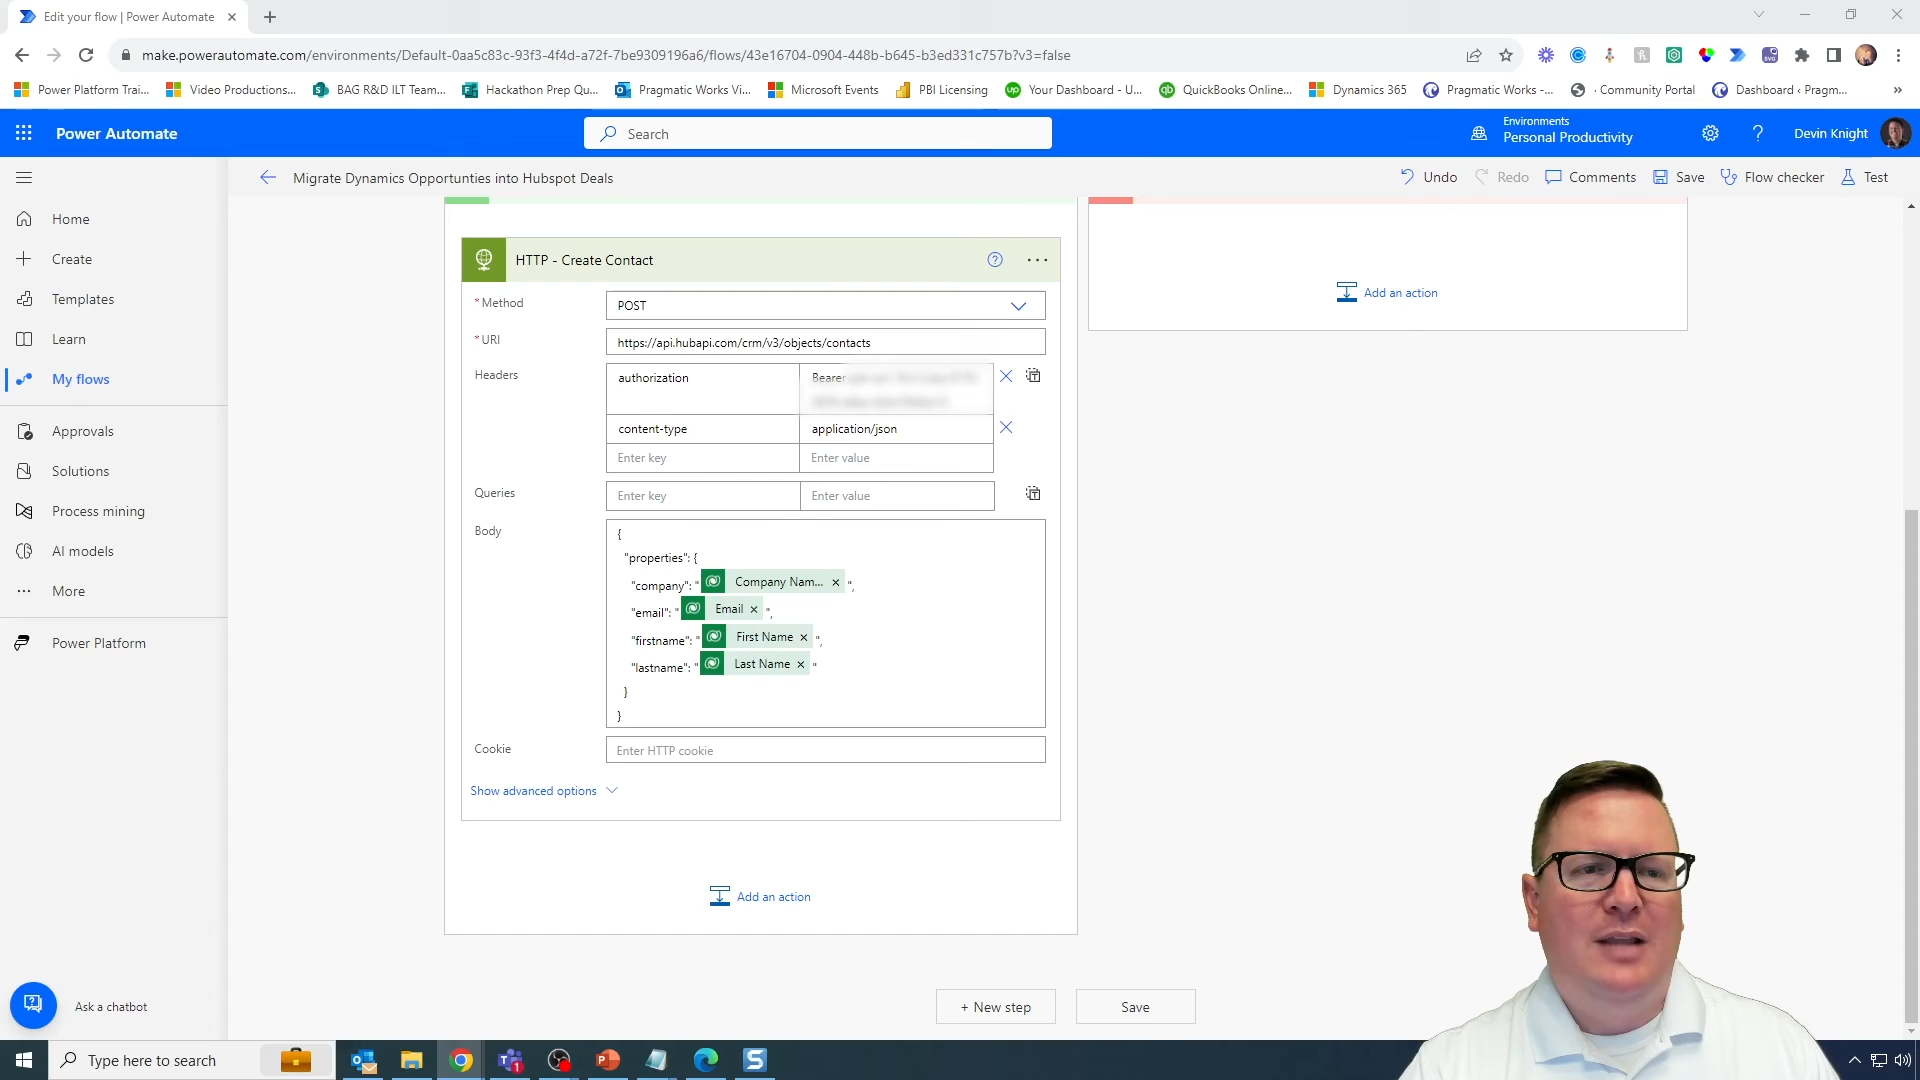 Edit your flow | Power Automate
make.powerautomate.com/environments/Default-0aa5c83c-93f3-4f4d-a72f-7be9309196a6/flows/43e16704-0904-448b-b645-b3ed331c757b?v3=false
Power Platform Trai... Video Productions... BAG R&D ILT Team... Hackathon Prep Qu... Pragmatic Works Vi... Microsoft Events PBI Licensing Your Dashboard - U... QuickBooks Online... Dynamics 365 Pragmatic Works -... · Community Portal Dashboard ‹ Pragm... »
Power Automate
Search
Environments
Personal Productivity
Devin Knight
Migrate Dynamics Opportunties into Hubspot Deals
Undo Redo Comments Save Flow checker Test
Home
Create
Templates
Learn
My flows
Approvals
Solutions
Process mining
AI models
More
Power Platform
Ask a chatbot
HTTP - Create Contact
* Method POST
* URI https://api.hubapi.com/crm/v3/objects/contacts
Headers authorization Bearer
content-type application/json
Enter key Enter value
Queries Enter key Enter value
Body {
"properties": {
"company": " Company Nam... × ",
"email": " Email × ",
"firstname": " First Name × ",
"lastname": " Last Name × "
}
}
Cookie Enter HTTP cookie
Show advanced options
Add an action
Add an action
+ New step Save
Type here to search